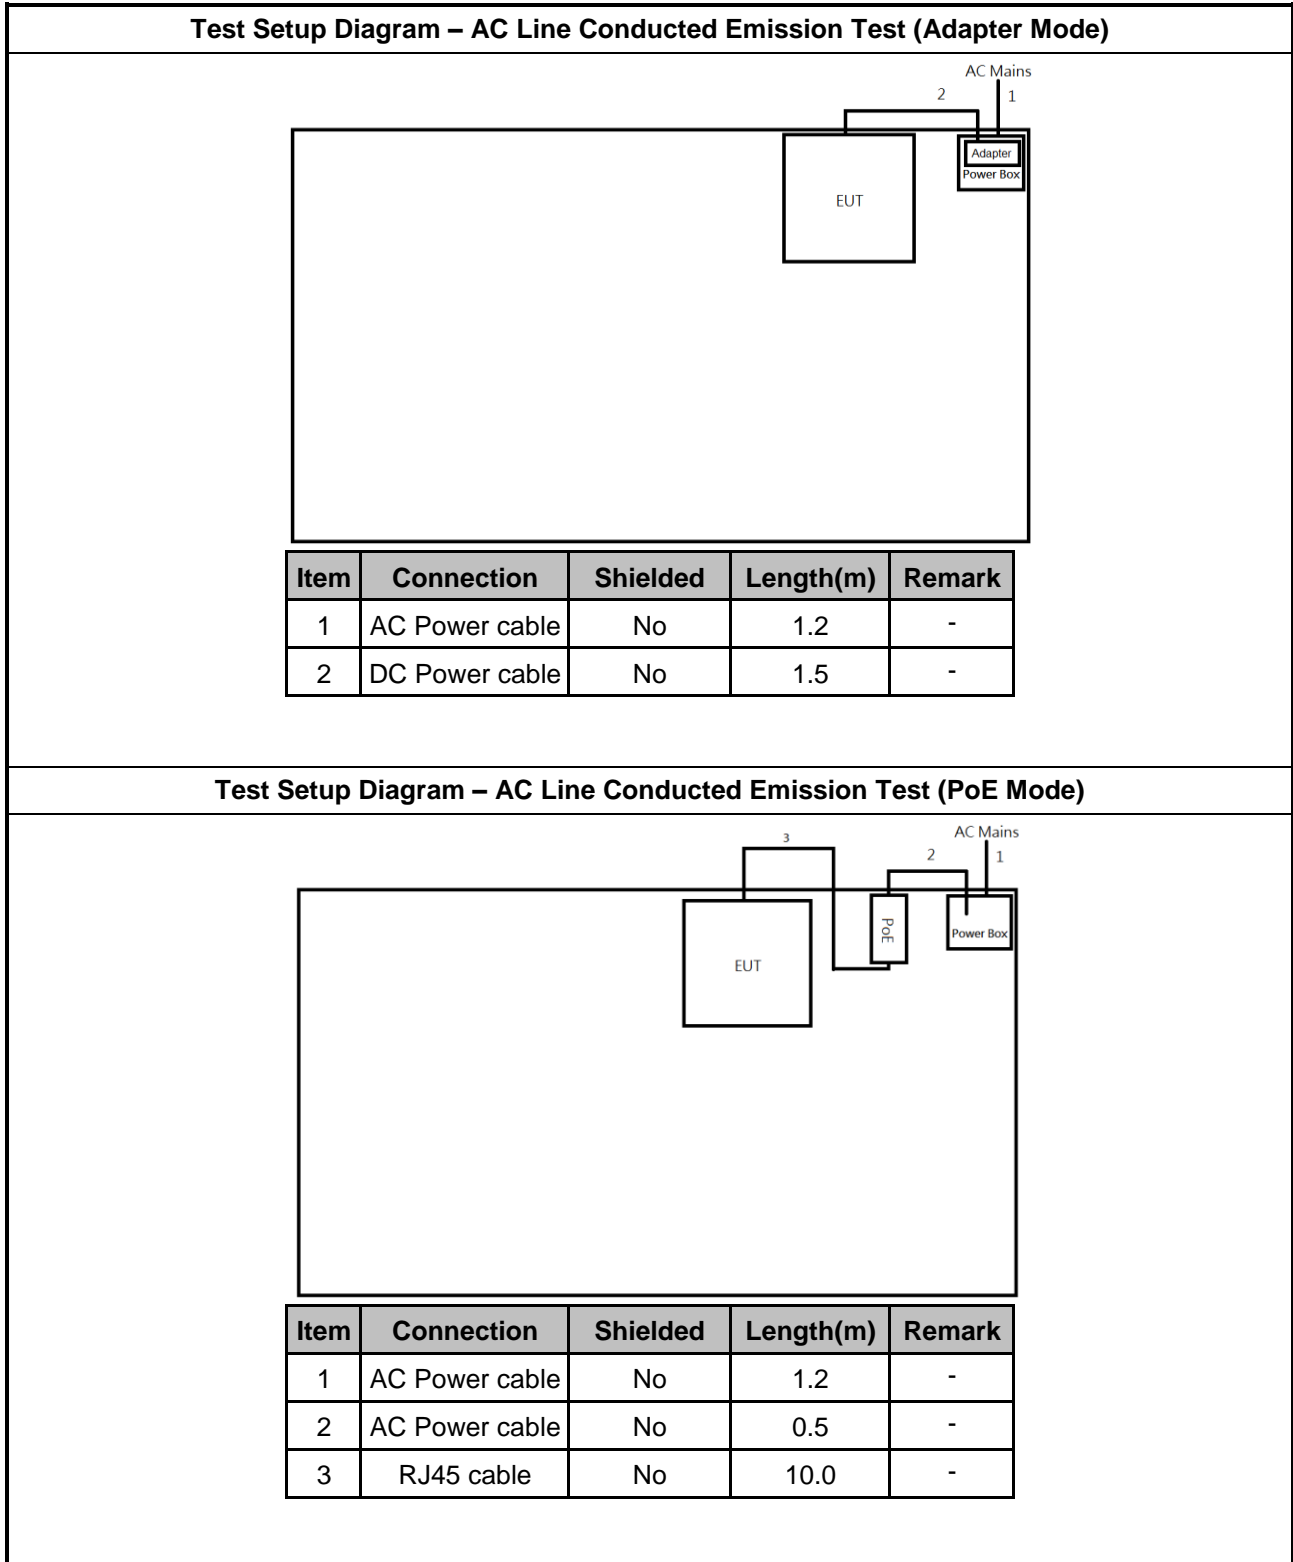 Test Setup Diagram – AC Line Conducted Emission Test (Adapter Mode)
AC Mains
2
1
Adapter
Power Box
EUT
Item Connection Shielded Length(m) Remark
1 AC Power cable No 1.2 -
2 DC Power cable No 1.5 -
Test Setup Diagram – AC Line Conducted Emission Test (PoE Mode)
AC Mains
3
2
1
PoE
Power Box
EUT
Item Connection Shielded Length(m) Remark
1 AC Power cable No 1.2 -
2 AC Power cable No 0.5 -
3 RJ45 cable No 10.0 -